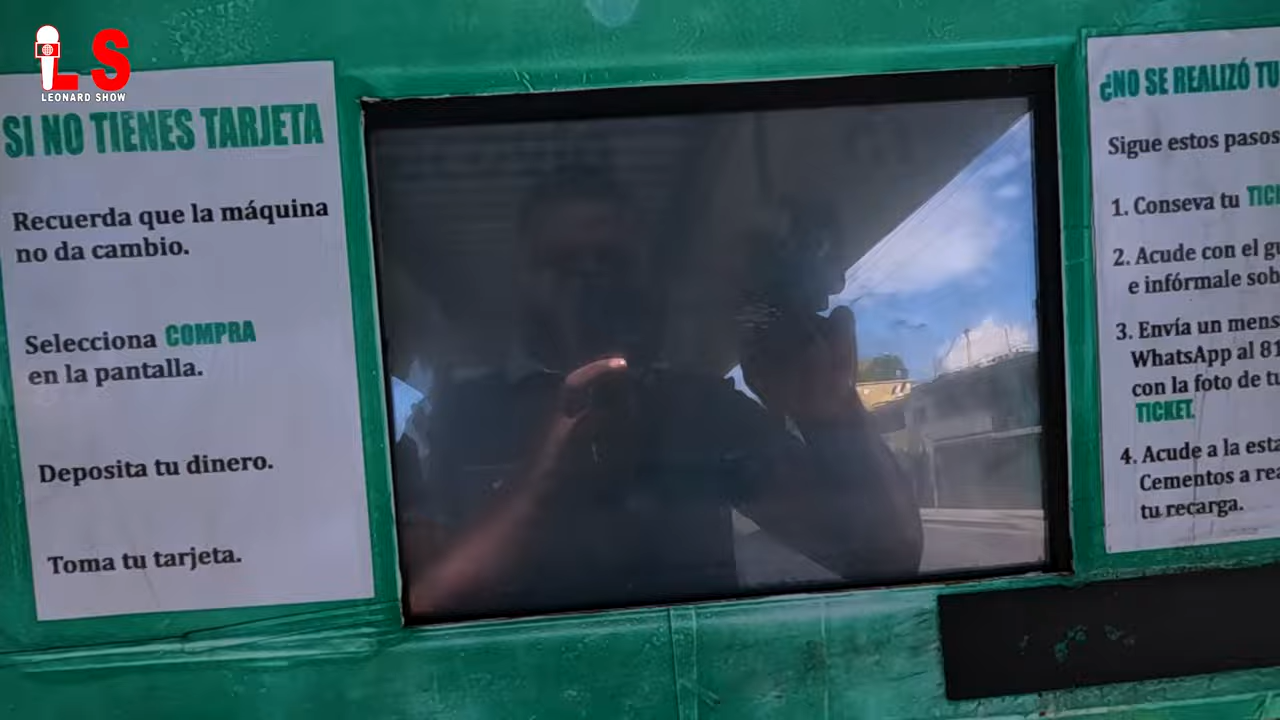 LS
LEONARD SHOW
SI NO TIENES TARJETA
Recuerda que la máquina
no da cambio.
Selecciona COMPRA
en la pantalla.
Deposita tu dinero.
Toma tu tarjeta.
¿NO SE REALIZÓ TU
Sigue estos pasos
1. Conseva tu
2. Acude con el
e infórmale
3. Envía un
WhatsApp al 81
con la foto de
TICKET.
4. Acude a la
Cementos a
tu recarga.